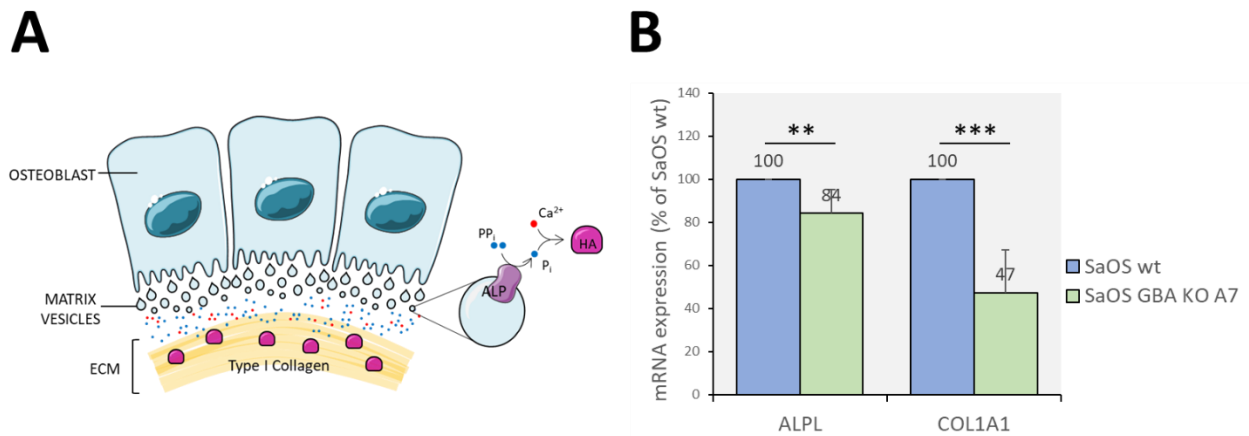 A
OSTEOBLAST
MATRIX
VESICLES
ECM
Type I Collagen
PPi
Ca2+
Pi
ALP
HA
B
mRNA expression (% of SaOS wt)
140
120
100
80
60
40
20
0
**
***
100
84
100
47
ALPL
COL1A1
SaOS wt
SaOS GBA KO A7